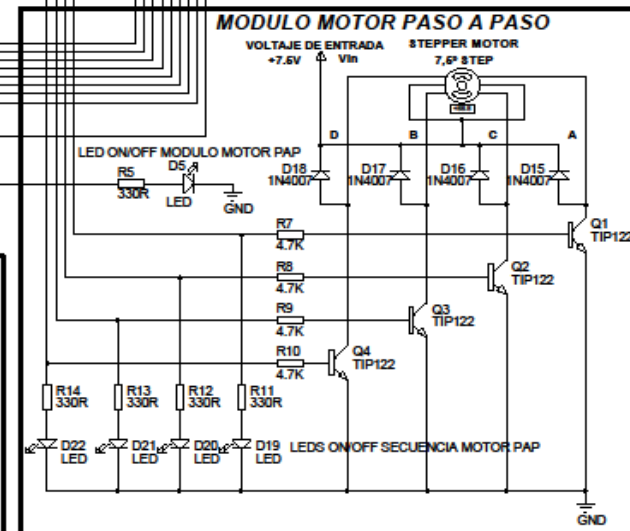 MODULO MOTOR PASO A PASO
VOLTAJE DE ENTRADA
+7.5V
Vin
STEPPER MOTOR
7,5º STEP
D
B
C
A
LED ON/OFF MODULO MOTOR PAP
R5
330R
D5
LED
GND
D18
1N4007
D17
1N4007
D16
1N4007
D15
1N4007
R7
4.7K
Q1
TIP122
R8
4.7K
Q2
TIP122
R9
4.7K
Q3
TIP122
R10
4.7K
Q4
TIP122
R14
330R
R13
330R
R12
330R
R11
330R
D22
LED
D21
LED
D20
LED
D19
LED
LEDS ON/OFF SECUENCIA MOTOR PAP
GND